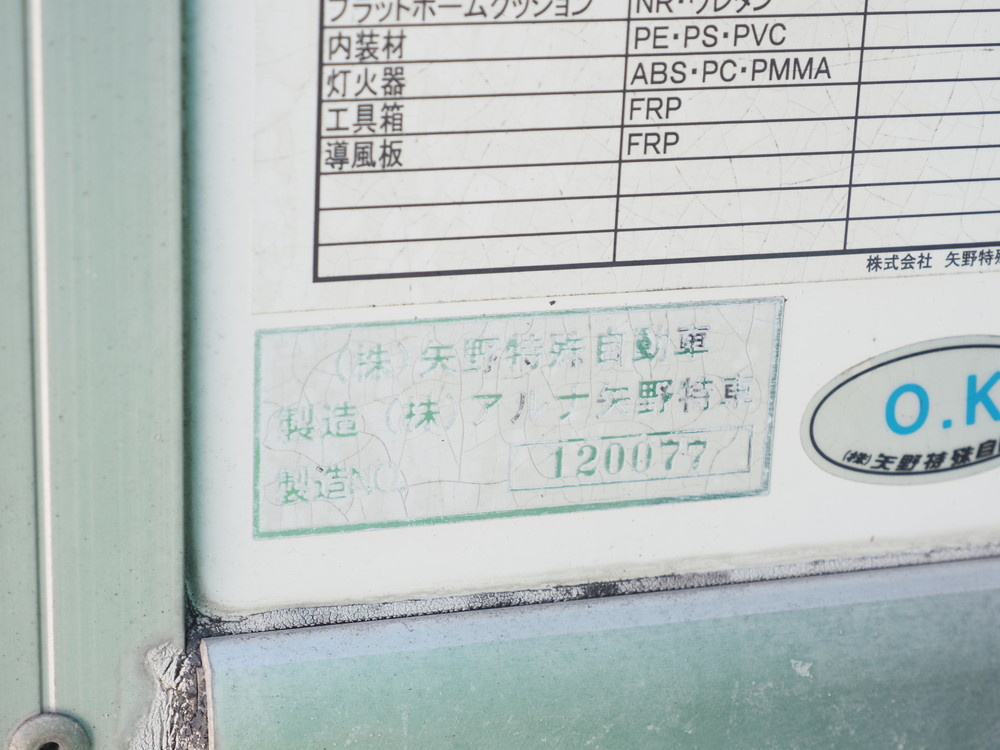 プラットホームクッション NR・ウレタン
内装材 PE・PS・PVC
灯火器 ABS・PC・PMMA
工具箱 FRP
導風板 FRP
株式会社 矢野特殊
(株)矢野特殊自動車
製造 (株)アルナ矢野特車
製造NO. 120077
O.K
(株)矢野特殊自